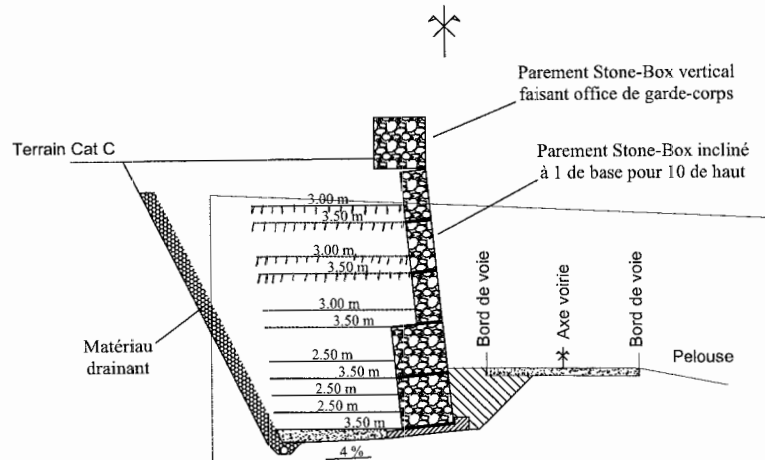 Parement Stone-Box vertical
faisant office de garde-corps
Terrain Cat C
Parement Stone-Box incliné
à 1 de base pour 10 de haut
3.00 m
3.50 m
3.00 m
3.50 m
3.00 m
3.50 m
2.50 m
3.50 m
2.50 m
2.50 m
3.50 m
Bord de voie
Axe voirie
Bord de voie
Pelouse
Matériau
drainant
4 %